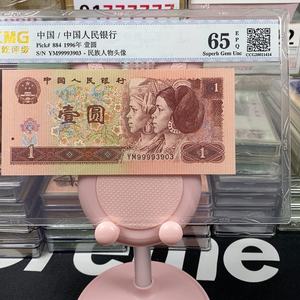 中国 / 中国人民银行
Pick# 884 1996年 壹圆
S/N YM99993903 - 民族人物头像
65 EPQ
Superb Gem Unc
CCG20611414
中国人民银行
壹圆
1
1
YM99993903